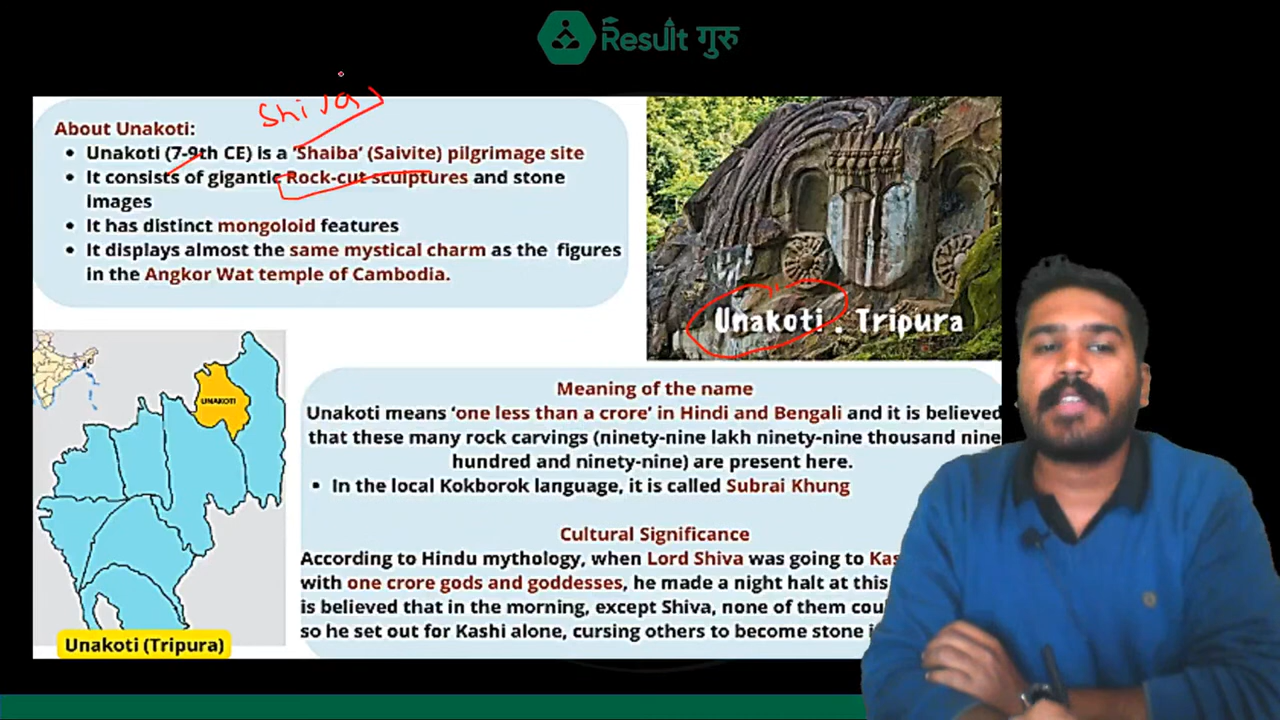 Result गुरु
Shiva
About Unakoti:
• Unakoti (7-9th CE) is a 'Shaiba' (Saivite) pilgrimage site
• It consists of gigantic Rock-cut sculptures and stone
images
• It has distinct mongoloid features
• It displays almost the same mystical charm as the figures
in the Angkor Wat temple of Cambodia.
Unakoti . Tripura
UNAKOTI
Unakoti (Tripura)
Meaning of the name
Unakoti means 'one less than a crore' in Hindi and Bengali and it is believed
that these many rock carvings (ninety-nine lakh ninety-nine thousand nine
hundred and ninety-nine) are present here.
• In the local Kokborok language, it is called Subrai Khung
Cultural Significance
According to Hindu mythology, when Lord Shiva was going to
with one crore gods and goddesses, he made a night halt at this
is believed that in the morning, except Shiva, none of them
so he set out for Kashi alone, cursing others to become stone